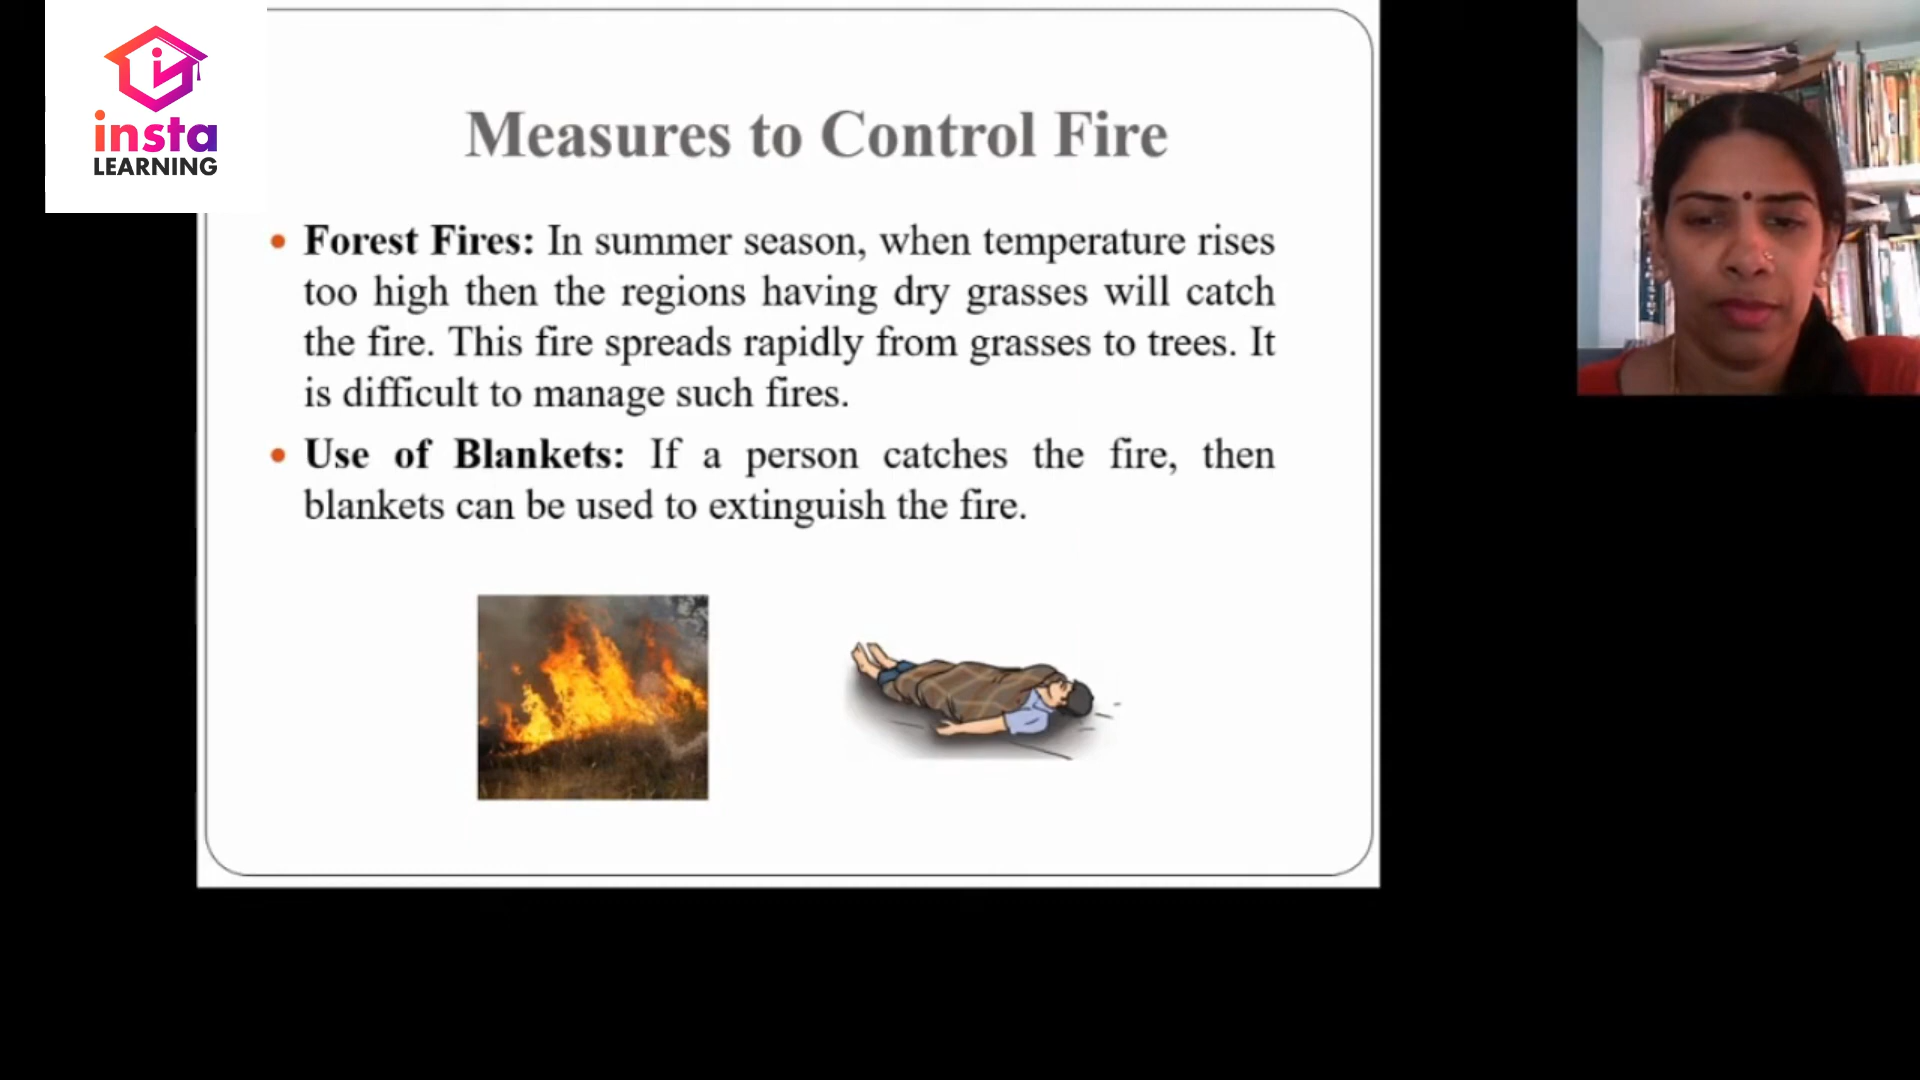 insta
LEARNING
Measures to Control Fire
• Forest Fires: In summer season, when temperature rises
too high then the regions having dry grasses will catch
the fire. This fire spreads rapidly from grasses to trees. It
is difficult to manage such fires.
• Use of Blankets: If a person catches the fire, then
blankets can be used to extinguish the fire.